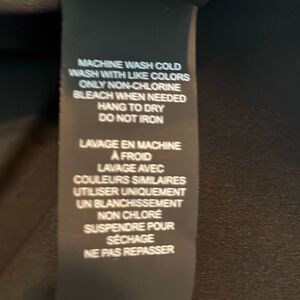 MACHINE WASH COLD
WASH WITH LIKE COLORS
ONLY NON-CHLORINE
BLEACH WHEN NEEDED
HANG TO DRY
DO NOT IRON
LAVAGE EN MACHINE
À FROID
LAVAGE AVEC
COULEURS SIMILAIRES
UTILISER UNIQUEMENT
UN BLANCHISSEMENT
NON CHLORÉ
SUSPENDRE POUR
SÉCHAGE
NE PAS REPASSER